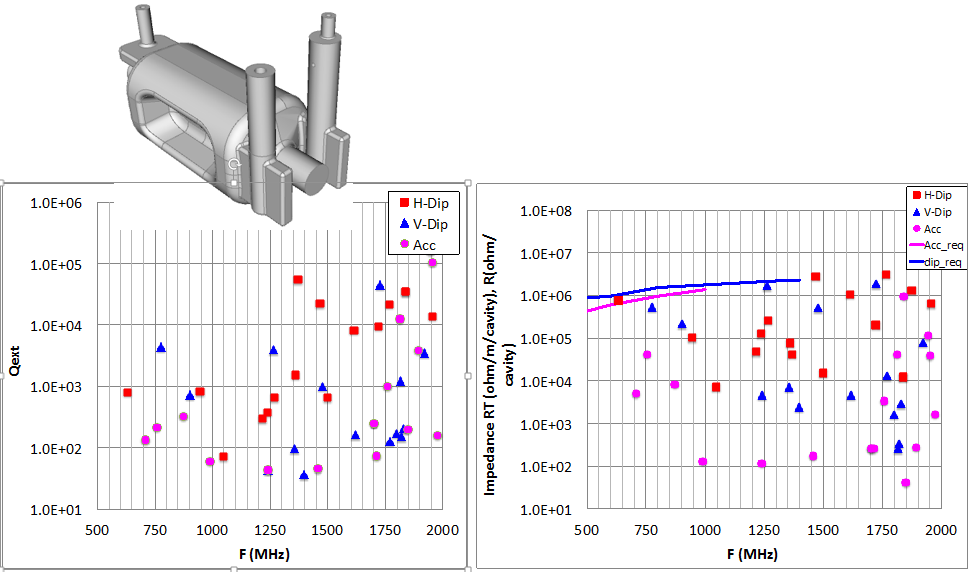 1.0E+06
1.0E+05
1.0E+04
1.0E+03
1.0E+02
1.0E+01
Qext
500 750 1000 1250 1500 1750 2000
F (MHz)
H-Dip
V-Dip
Acc
1.0E+08
1.0E+07
1.0E+06
1.0E+05
1.0E+04
1.0E+03
1.0E+02
1.0E+01
Impedance RT (ohm/m/cavity), R(ohm/
cavity)
500 750 1000 1250 1500 1750 2000
F (MHz)
H-Dip
V-Dip
Acc
Acc_req
dip_req